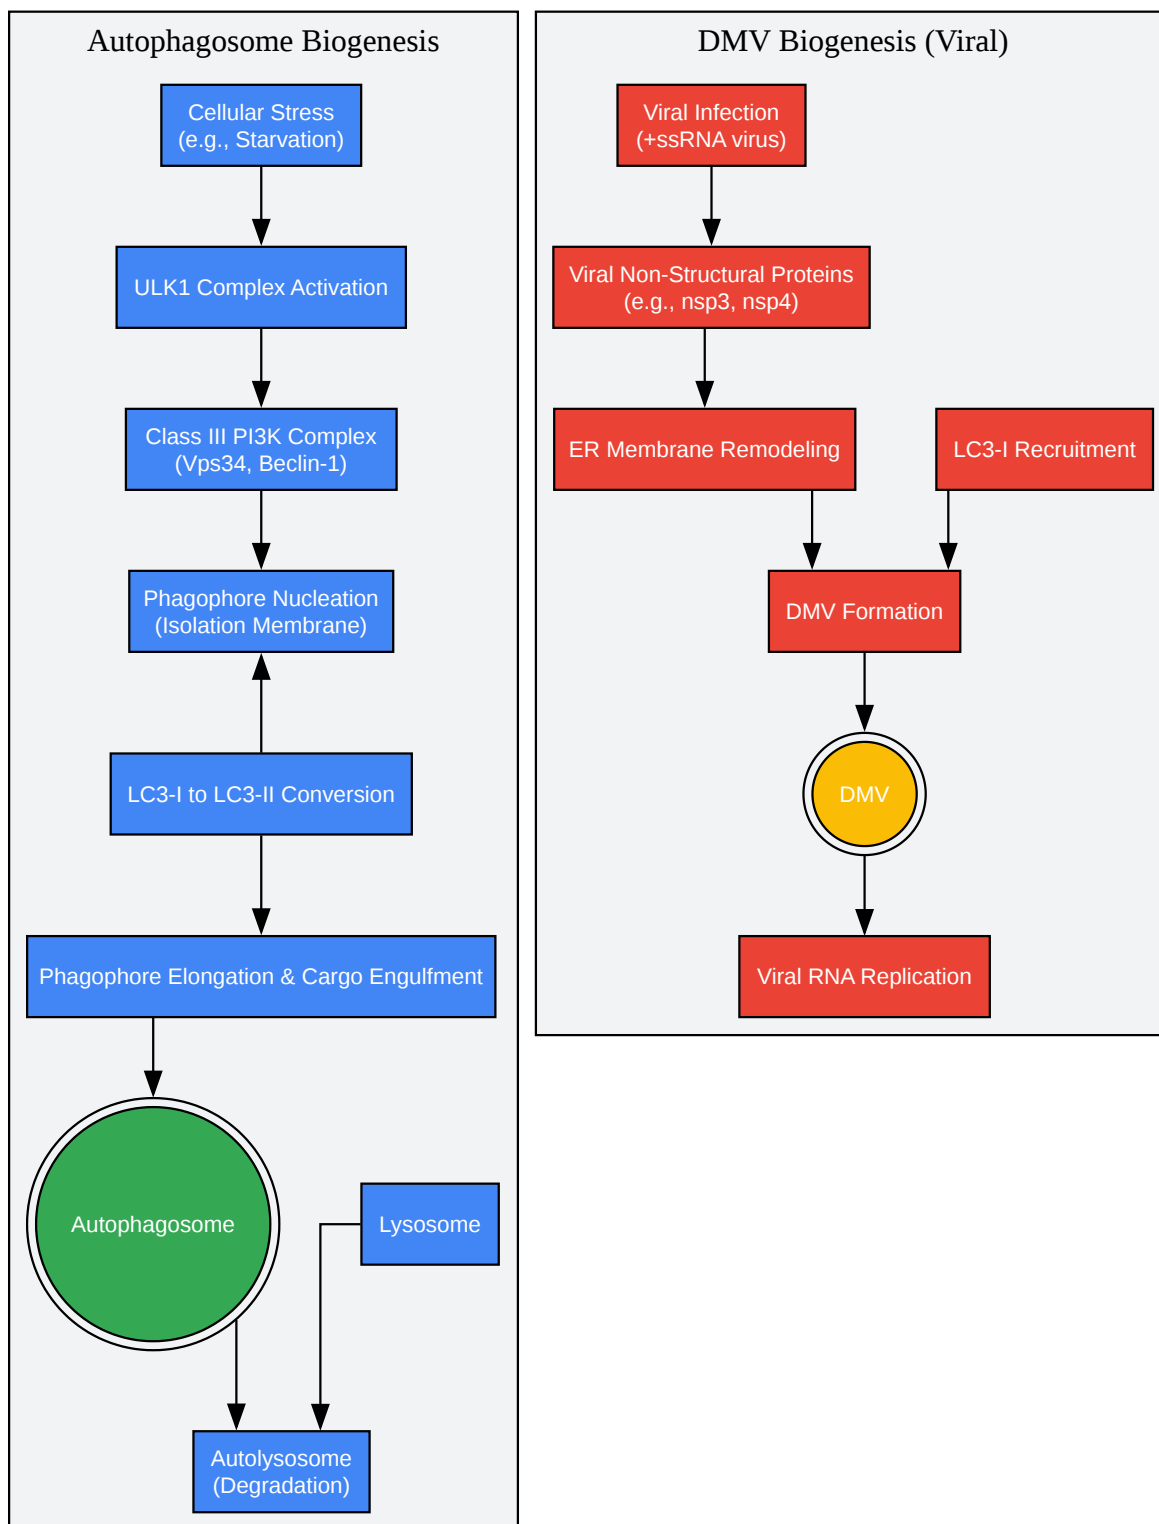 Autophagosome Biogenesis
Cellular Stress
(e.g., Starvation)
ULK1 Complex Activation
Class III PI3K Complex
(Vps34, Beclin-1)
Phagophore Nucleation
(Isolation Membrane)
LC3-I to LC3-II Conversion
Phagophore Elongation & Cargo Engulfment
Autophagosome
Lysosome
Autolysosome
(Degradation)
DMV Biogenesis (Viral)
Viral Infection
(+ssRNA virus)
Viral Non-Structural Proteins
(e.g., nsp3, nsp4)
ER Membrane Remodeling
LC3-I Recruitment
DMV Formation
DMV
Viral RNA Replication